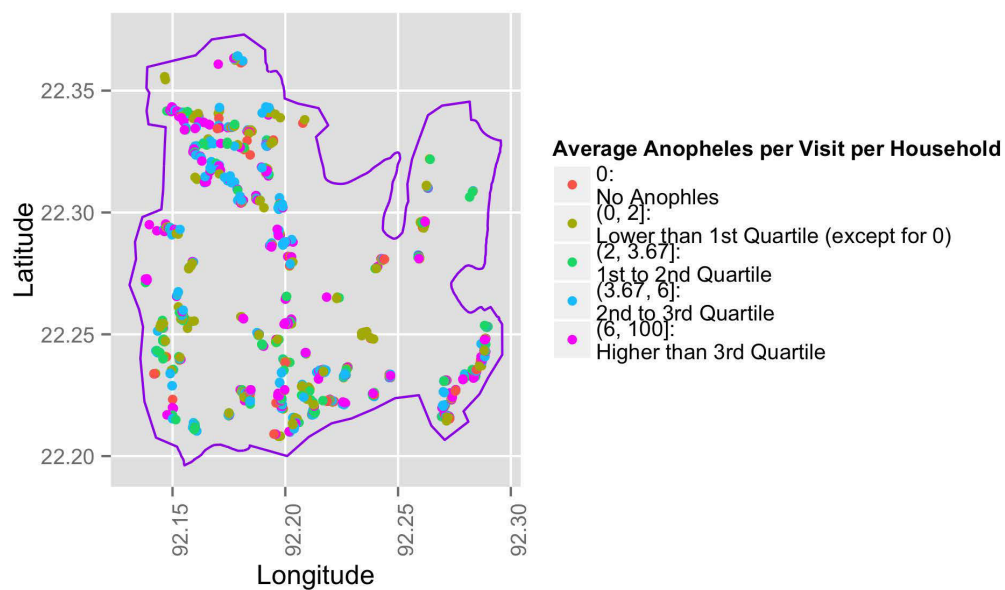 22.35
22.30
22.25
22.20
Latitude
92.15
92.20
92.25
92.30
Longitude
Average Anopheles per Visit per Household
0:
No Anophles
(0, 2]:
Lower than 1st Quartile (except for 0)
(2, 3.67]:
1st to 2nd Quartile
(3.67, 6]:
2nd to 3rd Quartile
(6, 100]:
Higher than 3rd Quartile